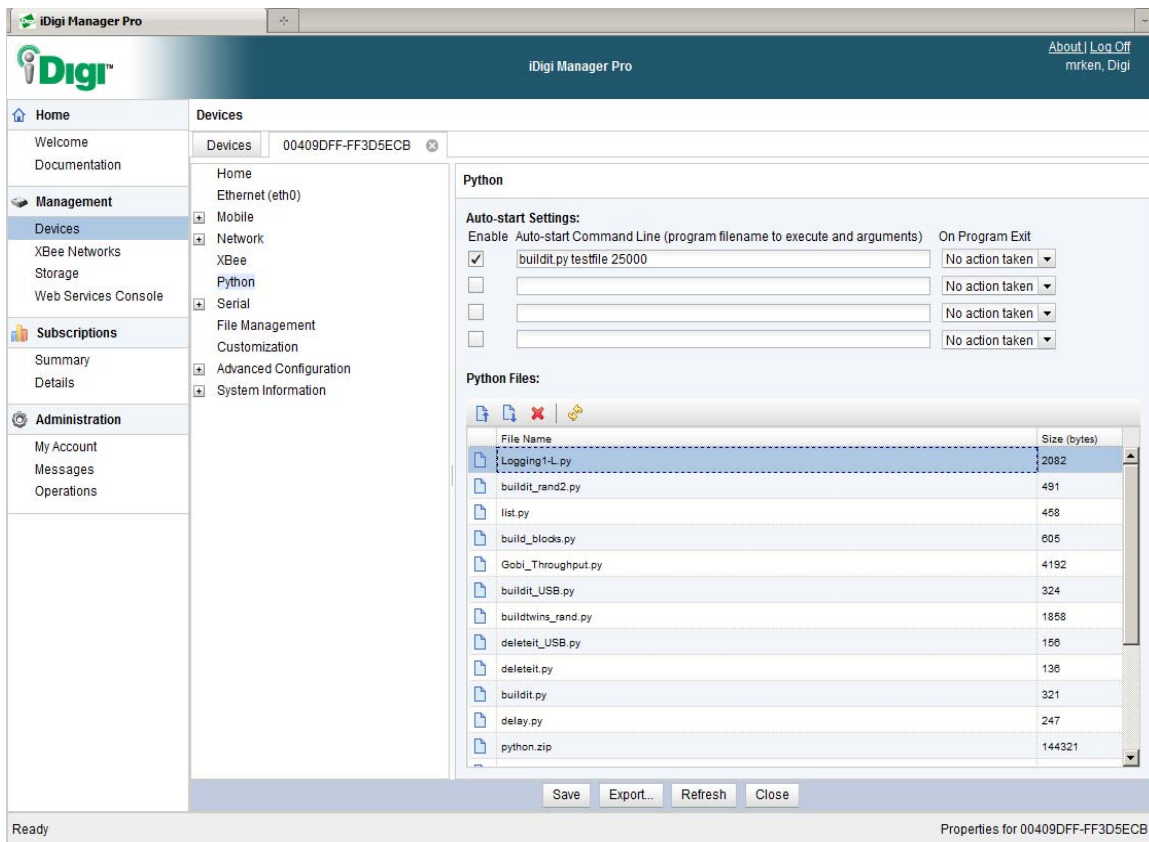 iDigi Manager Pro
iDigi™
iDigi Manager Pro
About | Log Off
mrken, Digi
Home
Welcome
Documentation
Management
Devices
XBee Networks
Storage
Web Services Console
Subscriptions
Summary
Details
Administration
My Account
Messages
Operations
Devices
Devices 00409DFF-FF3D5ECB
Home
Ethernet (eth0)
Mobile
Network
XBee
Python
Serial
File Management
Customization
Advanced Configuration
System Information
Python
Auto-start Settings:
Enable Auto-start Command Line (program filename to execute and arguments) On Program Exit
buildit.py testfile 25000 No action taken
No action taken
No action taken
No action taken
Python Files:
File Name Size (bytes)
Logging1-L.py 2082
buildit_rand2.py 491
list.py 458
build_blocks.py 605
Gobi_Throughput.py 4192
buildit_USB.py 324
buildtwins_rand.py 1858
deleteit_USB.py 156
deleteit.py 136
buildit.py 321
delay.py 247
python.zip 144321
Save Export... Refresh Close
Ready Properties for 00409DFF-FF3D5ECB